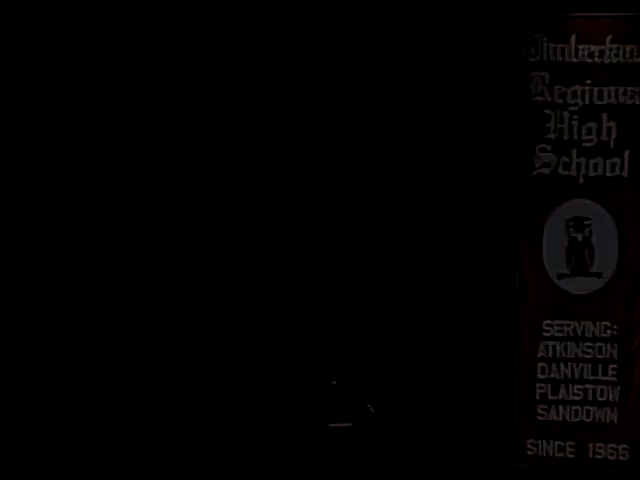 Timberlan
Regiona
High
School
SERVING:
ATKINSON
DANVILLE
PLAISTOW
SANDOWN
SINCE 1966